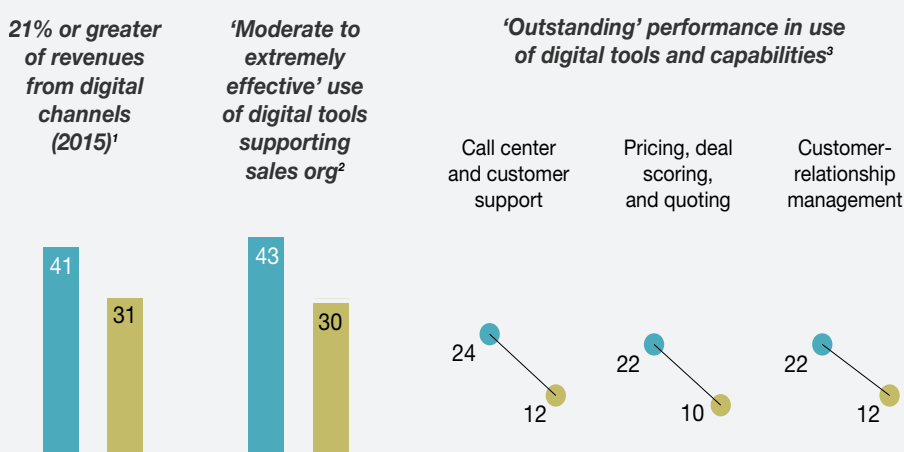 21% or greater
of revenues
from digital
channels
(2015)¹
‘Moderate to
extremely
effective’ use
of digital tools
supporting
sales org²
‘Outstanding’ performance in use
of digital tools and capabilities³
Call center
and customer
support
Pricing, deal
scoring,
and quoting
Customer-
relationship
management
41
31
43
30
24
12
22
10
22
12